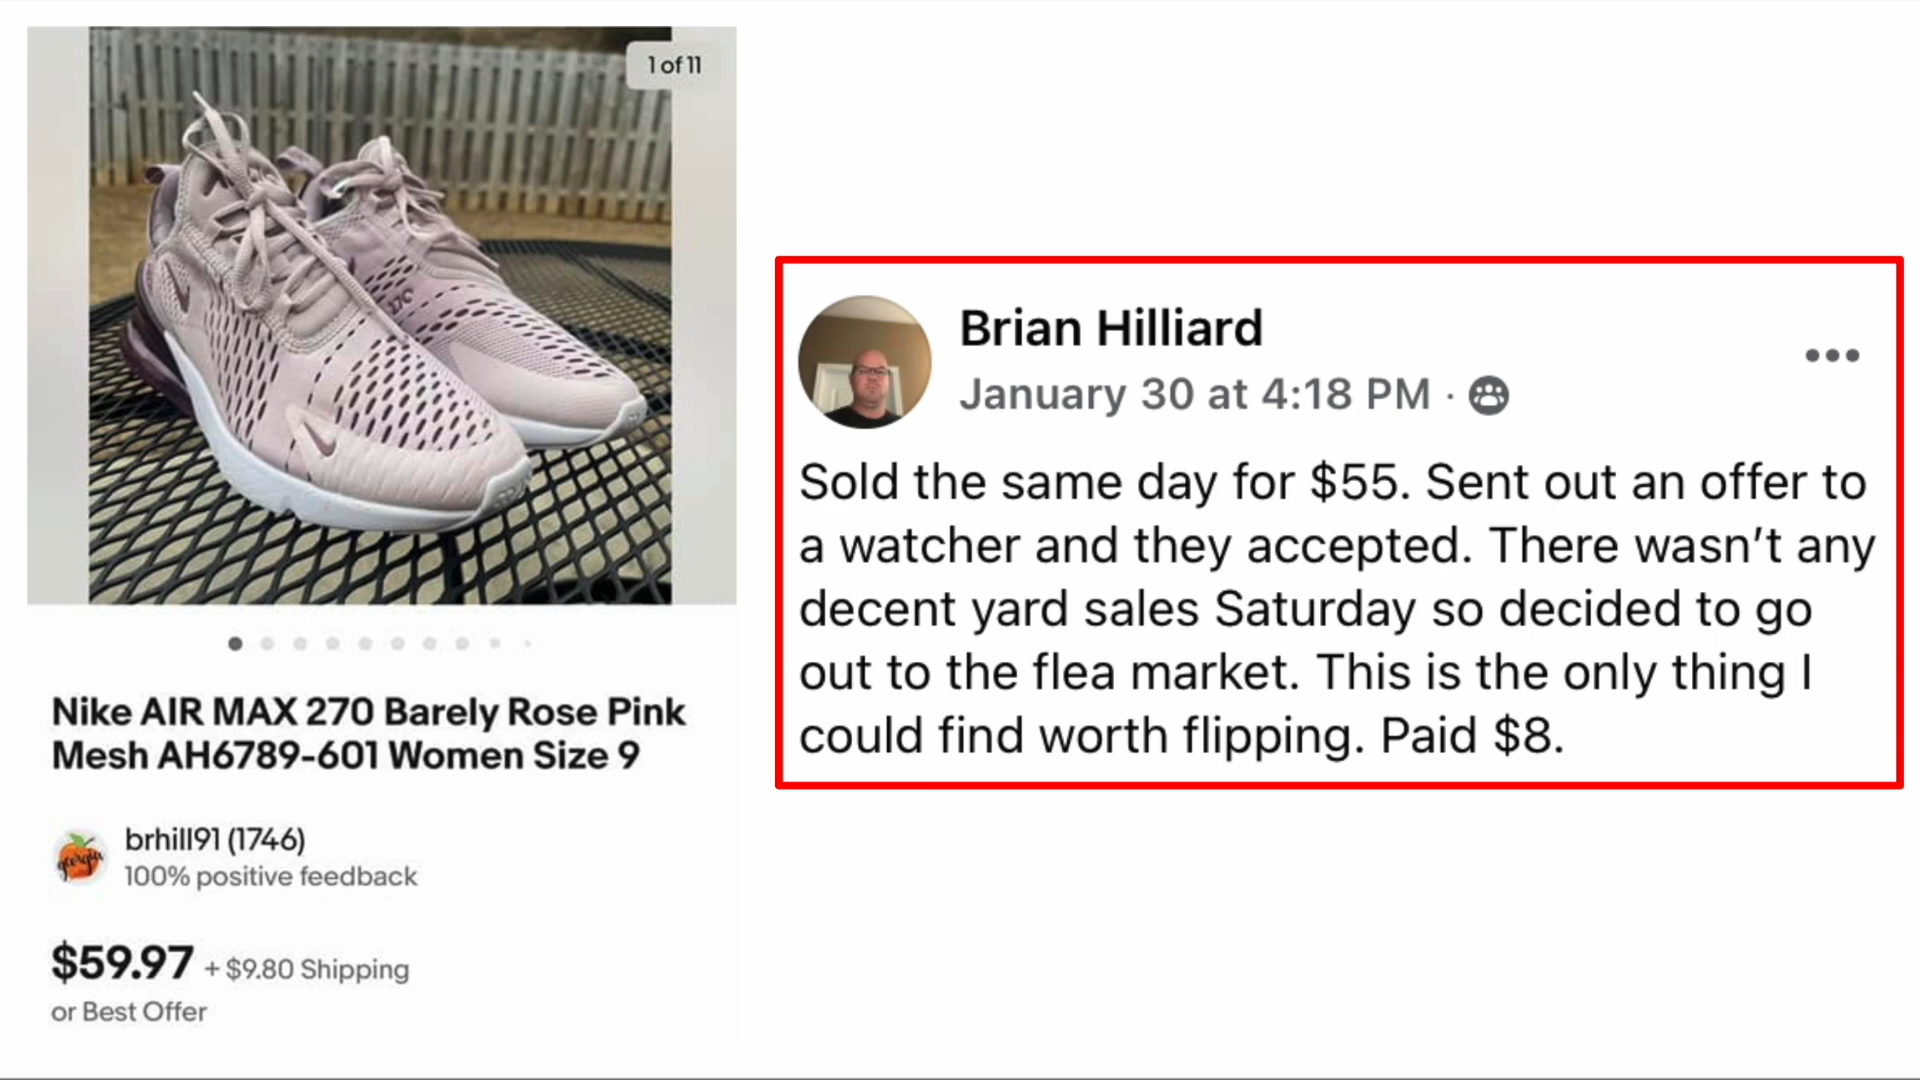 1 of 11
270
Nike AIR MAX 270 Barely Rose Pink
Mesh AH6789-601 Women Size 9
georgia
brhill91 (1746)
100% positive feedback
$59.97 + $9.80 Shipping
or Best Offer
Brian Hilliard
January 30 at 4:18 PM ·
Sold the same day for $55. Sent out an offer to
a watcher and they accepted. There wasn’t any
decent yard sales Saturday so decided to go
out to the flea market. This is the only thing I
could find worth flipping. Paid $8.